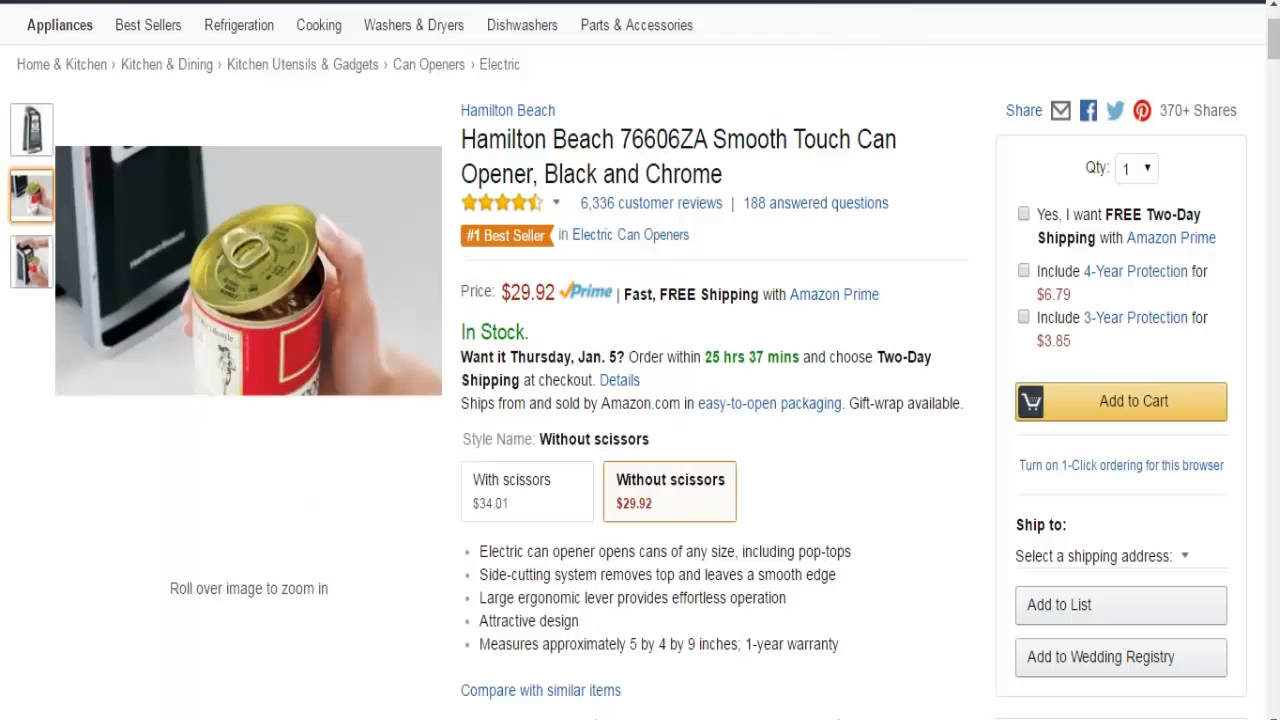 Appliances Best Sellers Refrigeration Cooking Washers & Dryers Dishwashers Parts & Accessories
Home & Kitchen › Kitchen & Dining › Kitchen Utensils & Gadgets › Can Openers › Electric
Hamilton Beach
Hamilton Beach 76606ZA Smooth Touch Can
Opener, Black and Chrome
6,336 customer reviews | 188 answered questions
#1 Best Seller in Electric Can Openers
Price: $29.92 Prime | Fast, FREE Shipping with Amazon Prime
In Stock.
Want it Thursday, Jan. 5? Order within 25 hrs 37 mins and choose Two-Day
Shipping at checkout. Details
Ships from and sold by Amazon.com in easy-to-open packaging. Gift-wrap available.
Style Name: Without scissors
With scissors
$34.01
Without scissors
$29.92
Electric can opener opens cans of any size, including pop-tops
Side-cutting system removes top and leaves a smooth edge
Large ergonomic lever provides effortless operation
Attractive design
Measures approximately 5 by 4 by 9 inches; 1-year warranty
Compare with similar items
Roll over image to zoom in
Share 370+ Shares
Qty: 1
Yes, I want FREE Two-Day
Shipping with Amazon Prime
Include 4-Year Protection for
$6.79
Include 3-Year Protection for
$3.85
Add to Cart
Turn on 1-Click ordering for this browser
Ship to:
Select a shipping address:
Add to List
Add to Wedding Registry